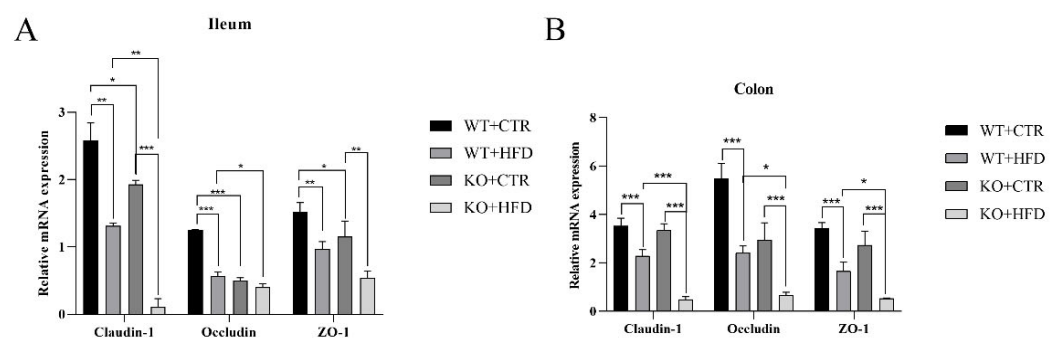 A
Ileum
**
*
**
***
*
***
***
*
**
**
*
Relative mRNA expression
3
2
1
0
Claudin-1
Occludin
ZO-1
WT+CTR
WT+HFD
KO+CTR
KO+HFD
B
Colon
***
***
***
***
*
***
*
***
***
Relative mRNA expression
8
6
4
2
0
Claudin-1
Occludin
ZO-1
WT+CTR
WT+HFD
KO+CTR
KO+HFD